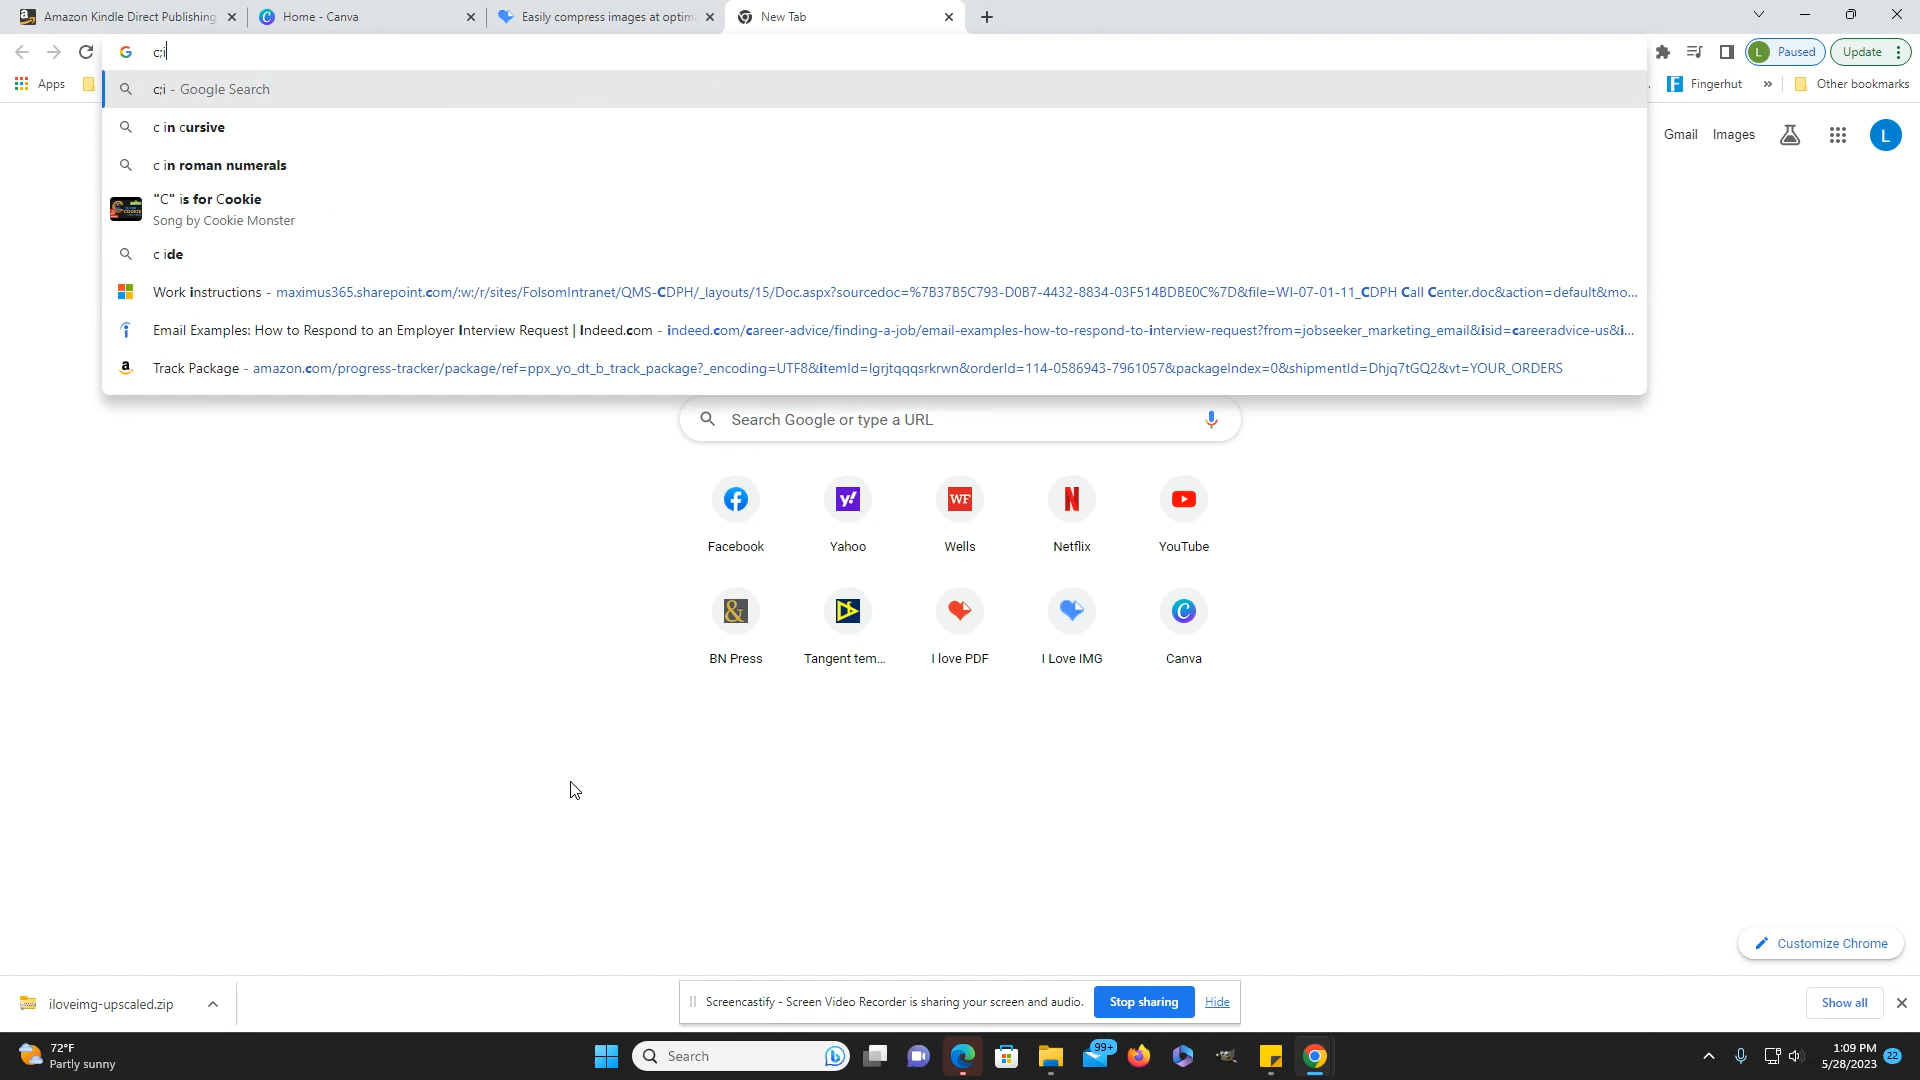 Amazon Kindle Direct Publishing
Home - Canva
Easily compress images at optim
New Tab
c;i
L
Paused
Update
Apps
Fingerhut
»
Other bookmarks
c;i - Google Search
c in cursive
c in roman numerals
"C" is for Cookie
Song by Cookie Monster
c ide
Work instructions - maximus365.sharepoint.com/:w:/r/sites/FolsomIntranet/QMS-CDPH/_layouts/15/Doc.aspx?sourcedoc=%7B37B5C793-D0B7-4432-8834-03F514BDBE0C%7D&file=WI-07-01-11_CDPH Call Center.doc&action=default&mo...
Email Examples: How to Respond to an Employer Interview Request | Indeed.com - indeed.com/career-advice/finding-a-job/email-examples-how-to-respond-to-interview-request?from=jobseeker_marketing_email&isid=careeradvice-us&i...
Track Package - amazon.com/progress-tracker/package/ref=ppx_yo_dt_b_track_package?_encoding=UTF8&itemId=lgrjtqqqsrkrwn&orderId=114-0586943-7961057&packageIndex=0&shipmentId=Dhjq7tGQ2&vt=YOUR_ORDERS
Gmail Images
L
Search Google or type a URL
Facebook Yahoo Wells Netflix YouTube
BN Press Tangent tem... I love PDF I Love IMG Canva
Customize Chrome
iloveimg-upscaled.zip
Screencastify - Screen Video Recorder is sharing your screen and audio.
Stop sharing
Hide
Show all
72°F
Partly sunny
Search
99+
1:09 PM
5/28/2023
22